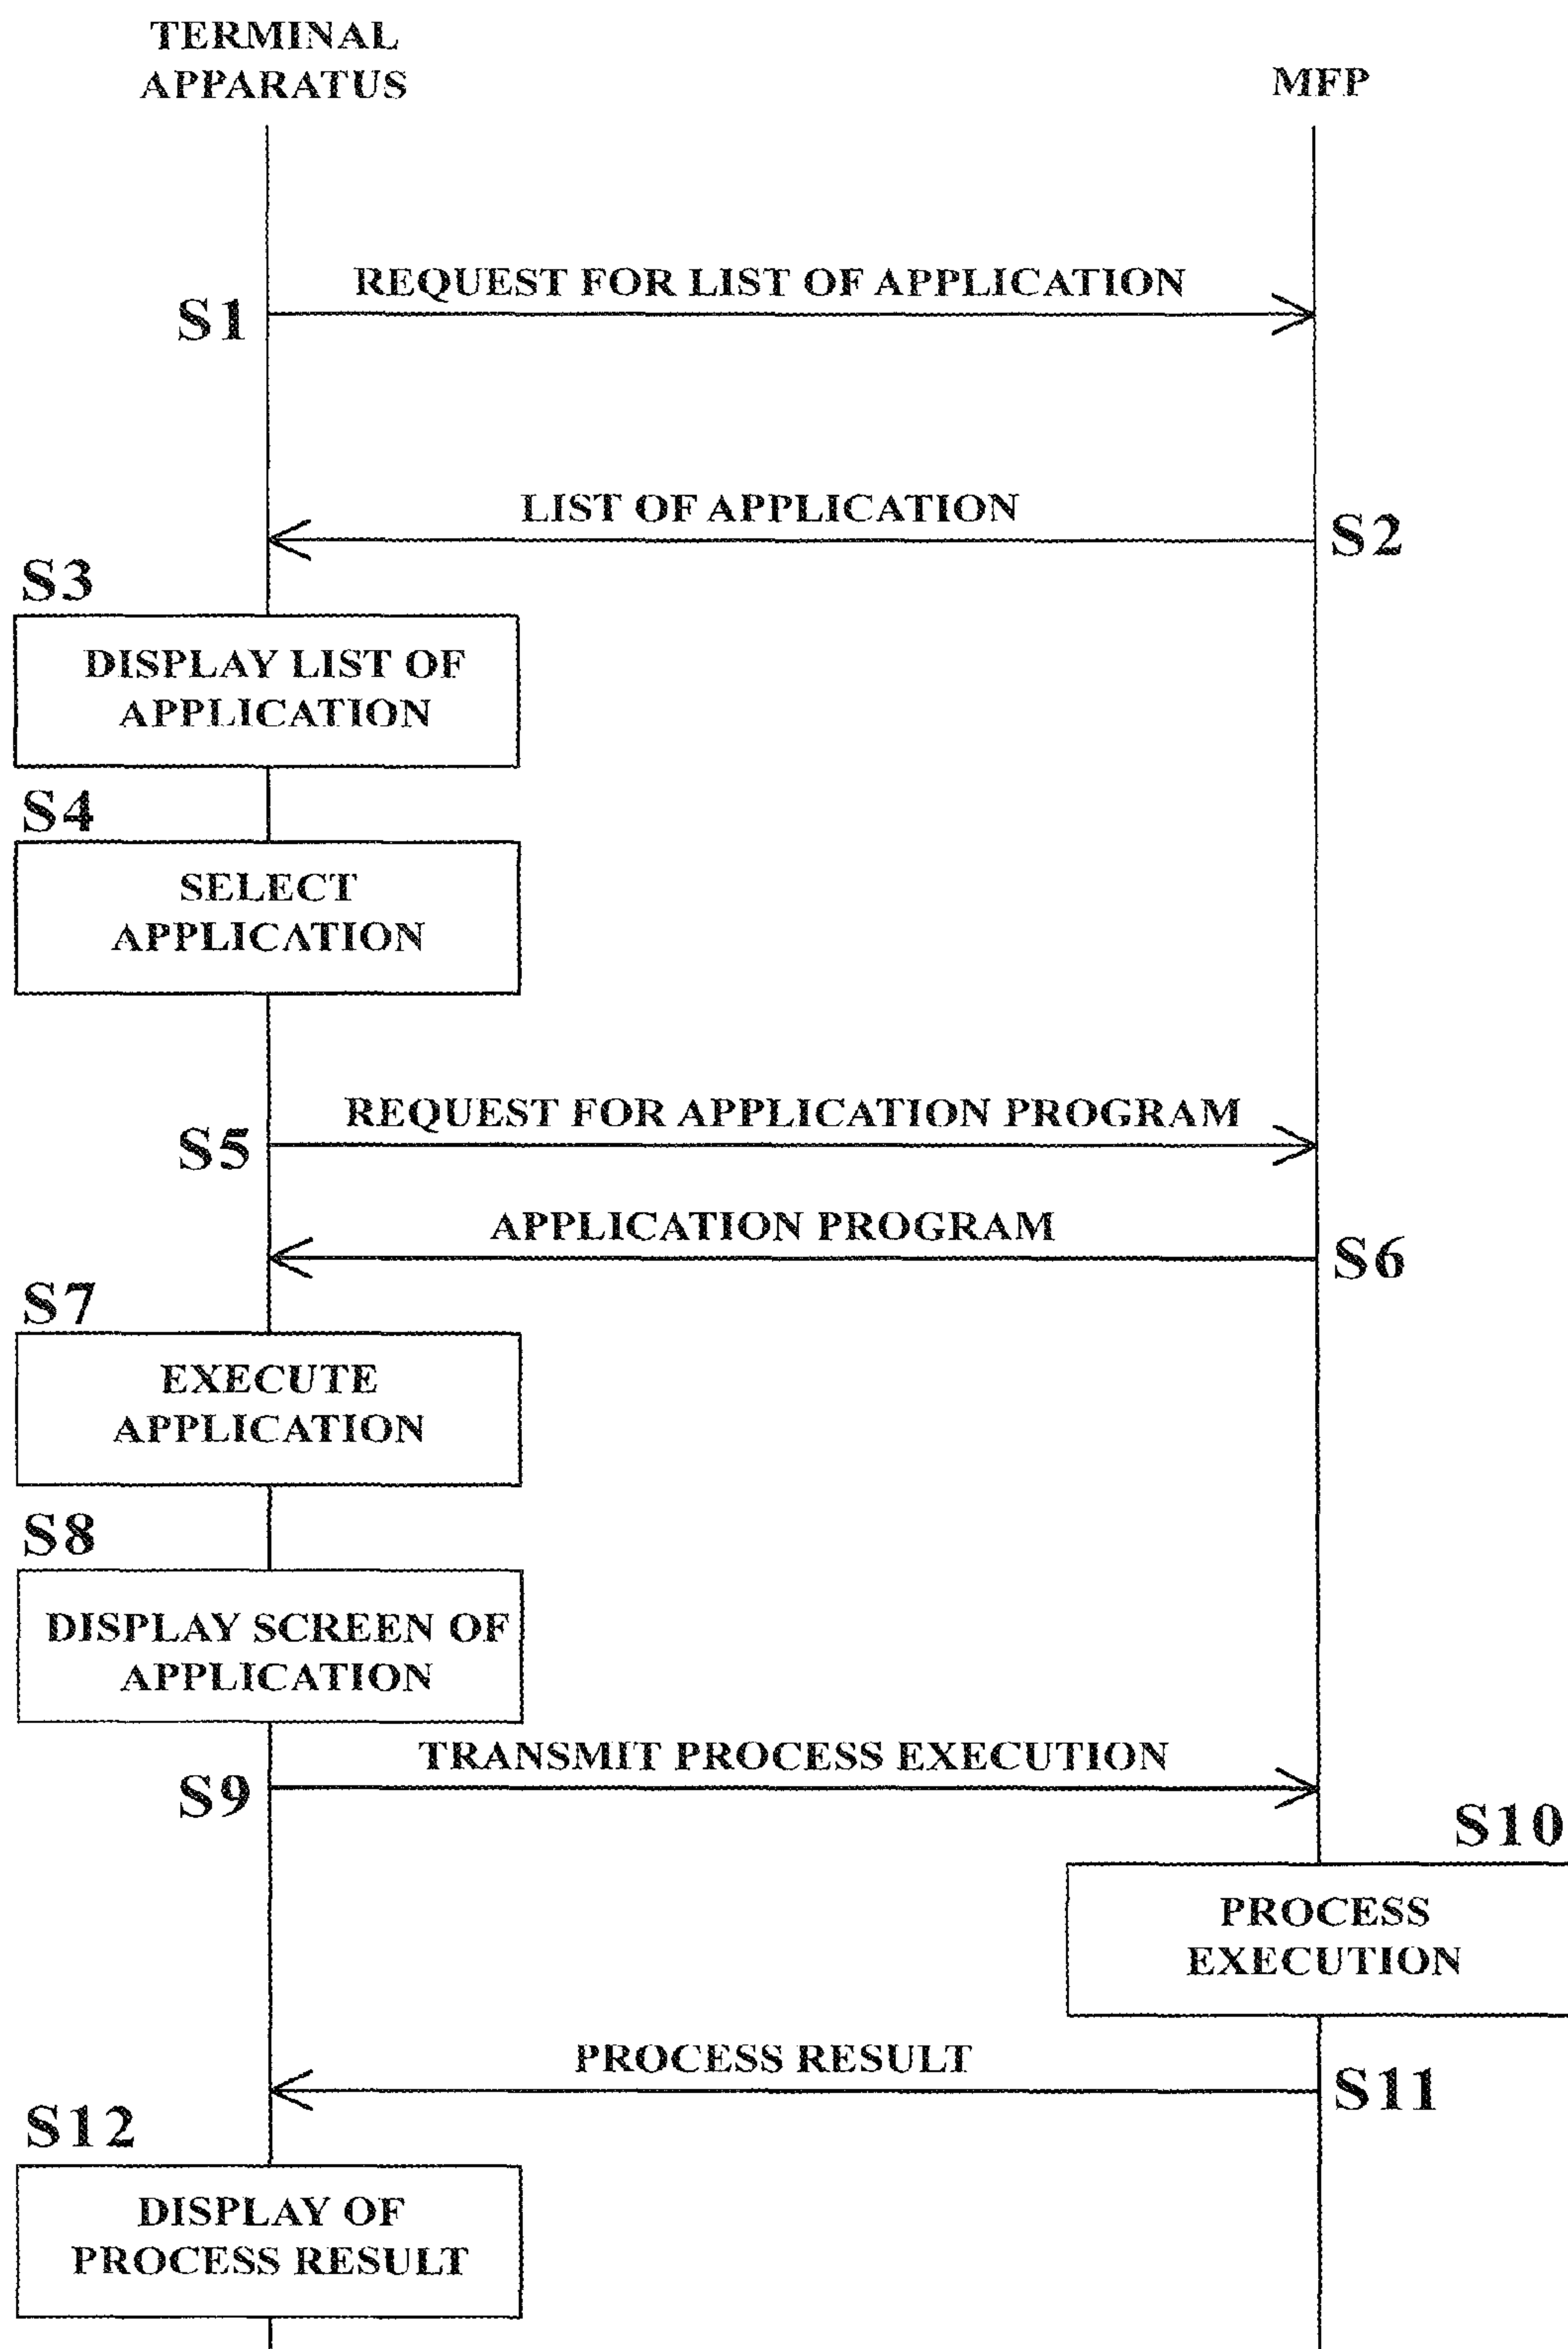 TERMINAL
APPARATUS
MFP
REQUEST FOR LIST OF APPLICATION
S1
LIST OF APPLICATION
S2
S3
DISPLAY LIST OF
APPLICATION
S4
SELECT
APPLICATION
REQUEST FOR APPLICATION PROGRAM
S5
APPLICATION PROGRAM
S6
S7
EXECUTE
APPLICATION
S8
DISPLAY SCREEN OF
APPLICATION
TRANSMIT PROCESS EXECUTION
S9
S10
PROCESS
EXECUTION
PROCESS RESULT
S11
S12
DISPLAY OF
PROCESS RESULT